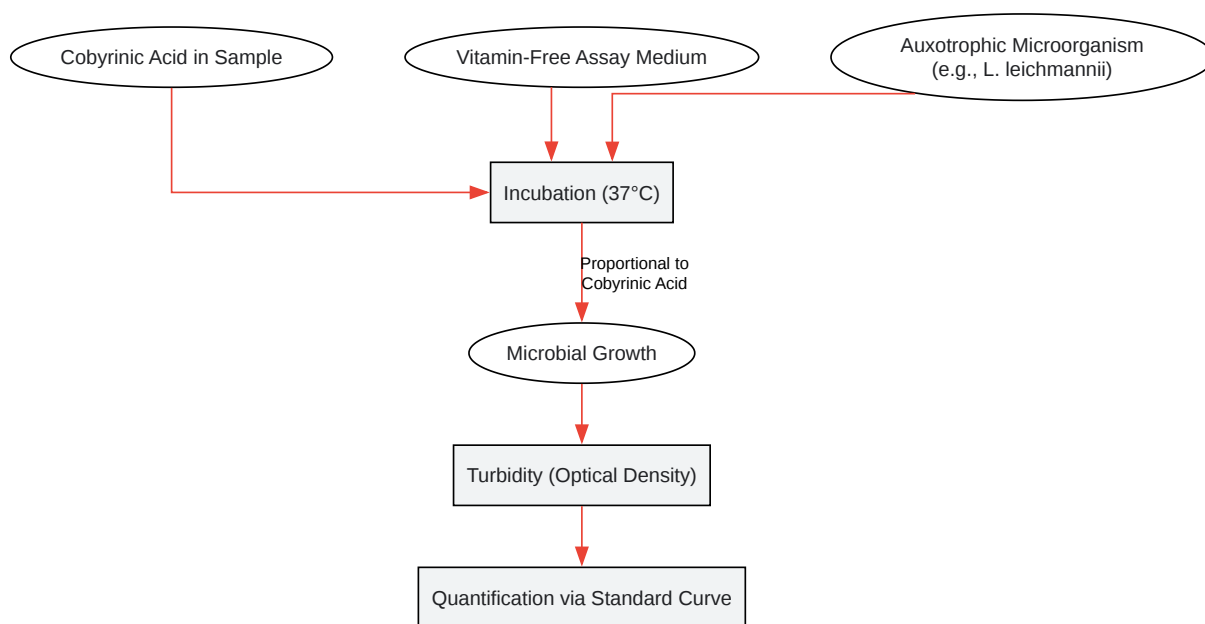 Cobyrinic Acid in Sample
Vitamin-Free Assay Medium
Auxotrophic Microorganism
(e.g., L. leichmannii)
Incubation (37°C)
Proportional to
Cobyrinic Acid
Microbial Growth
Turbidity (Optical Density)
Quantification via Standard Curve